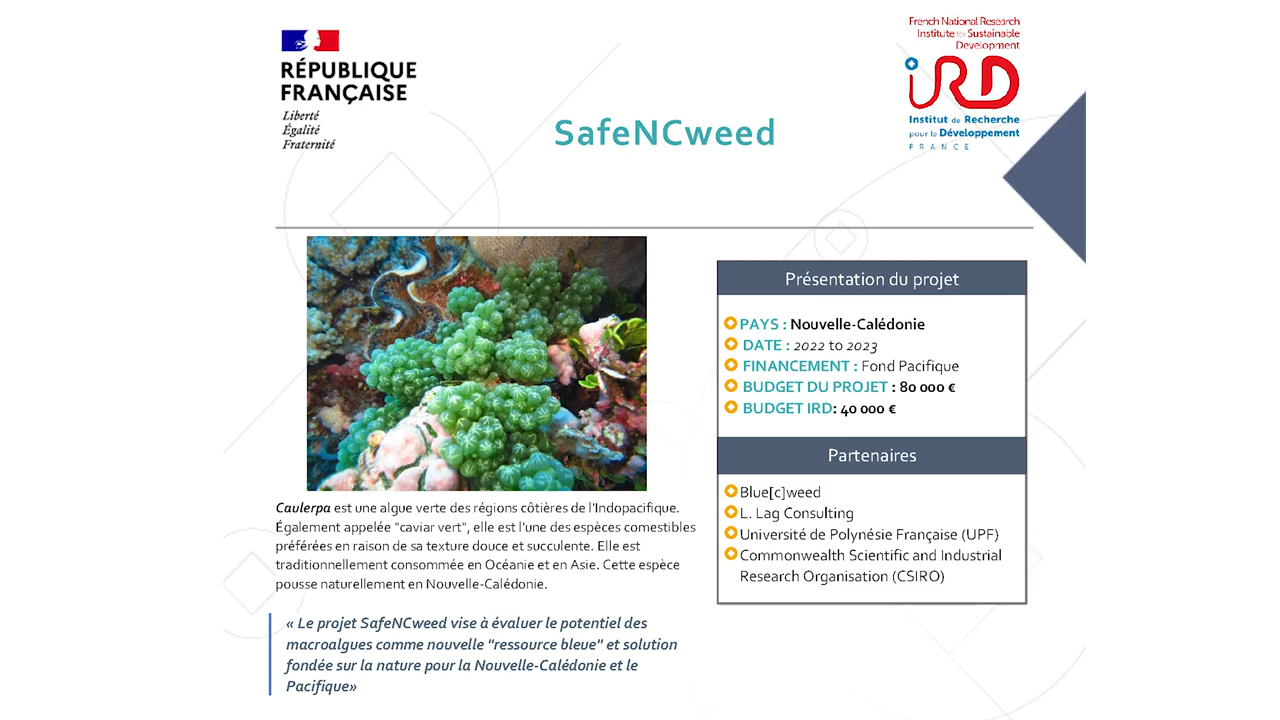 RÉPUBLIQUE
FRANÇAISE
Liberté
Égalité
Fraternité
French National Research
Institute for Sustainable
Development
iRD
Institut de Recherche
pour le Développement
FRANCE
SafeNCweed
Caulerpa est une algue verte des régions côtières de l'Indopacifique.
Également appelée "caviar vert", elle est l'une des espèces comestibles
préférées en raison de sa texture douce et succulente. Elle est
traditionnellement consommée en Océanie et en Asie. Cette espèce
pousse naturellement en Nouvelle-Calédonie.
« Le projet SafeNCweed vise à évaluer le potentiel des
macroalgues comme nouvelle "ressource bleue" et solution
fondée sur la nature pour la Nouvelle-Calédonie et le
Pacifique»
Présentation du projet
PAYS : Nouvelle-Calédonie
DATE : 2022 to 2023
FINANCEMENT : Fond Pacifique
BUDGET DU PROJET : 80 000 €
BUDGET IRD: 40 000 €
Partenaires
Blue[c]weed
L. Lag Consulting
Université de Polynésie Française (UPF)
Commonwealth Scientific and Industrial
Research Organisation (CSIRO)